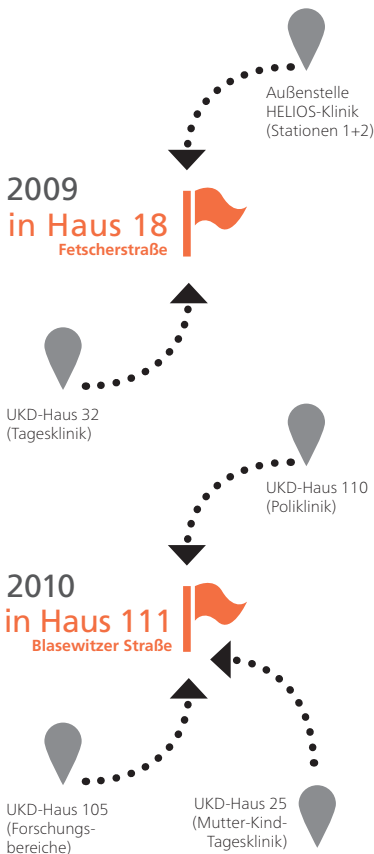 Außenstelle
HELIOS-Klinik
(Stationen 1+2)
2009
in Haus 18
Fetscherstraße
UKD-Haus 32
(Tagesklinik)
UKD-Haus 110
(Poliklinik)
2010
in Haus 111
Blasewitzer Straße
UKD-Haus 105
(Forschungs-
bereiche)
UKD-Haus 25
(Mutter-Kind-
Tagesklinik)